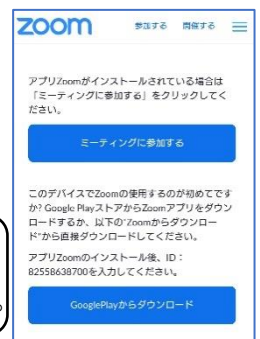 zoom 参加する 開催する
アプリZoomがインストールされている場合は
「ミーティングに参加する」をクリックしてく
ださい。
ミーティングに参加する
このデバイスでZoomの使用するのが初めてです
か? Google PlayストアからZoomアプリをダウン
ロードするか、以下の"Zoomからダウンロー
ド"から直接ダウンロードしてください。
アプリZoomのインストール後、ID：
82558638700を入力してください。
GooglePlayからダウンロード
。